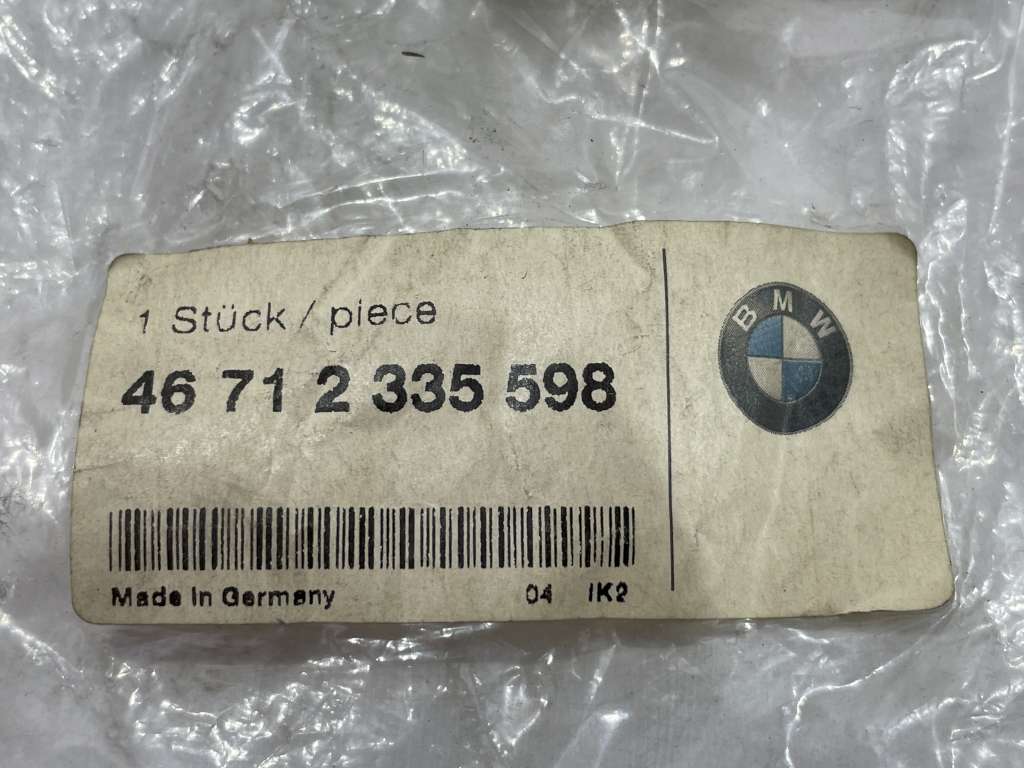 1 Stück / piece
46 71 2 335 598
BMW
Made in Germany 04 IK2